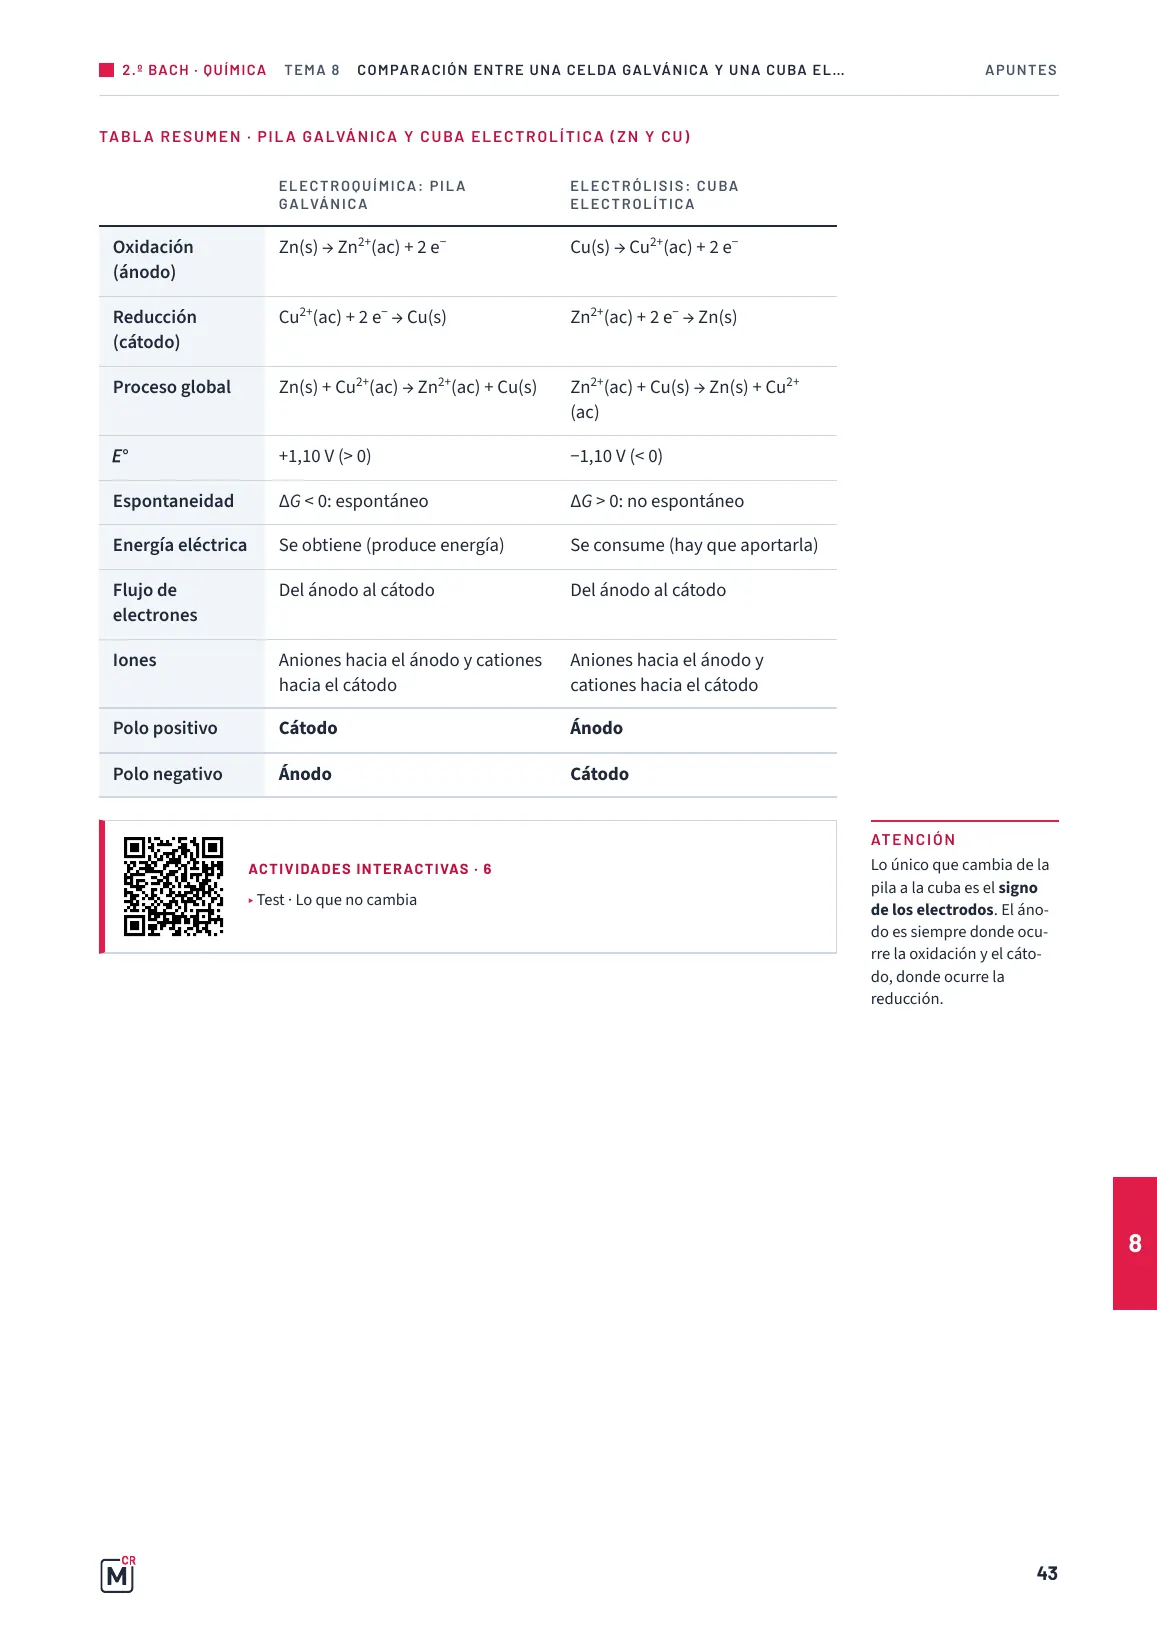 2.º BACH · QUÍMICA TEMA 8 COMPARACIÓN ENTRE UNA CELDA GALVÁNICA Y UNA CUBA EL… APUNTES
TABLA RESUMEN · PILA GALVÁNICA Y CUBA ELECTROLÍTICA (ZN Y CU)
ELECTROQUÍMICA: PILA GALVÁNICA ELECTRÓLISIS: CUBA ELECTROLÍTICA
Oxidación (ánodo) Zn(s) → Zn²⁺(ac) + 2 e⁻ Cu(s) → Cu²⁺(ac) + 2 e⁻
Reducción (cátodo) Cu²⁺(ac) + 2 e⁻ → Cu(s) Zn²⁺(ac) + 2 e⁻ → Zn(s)
Proceso global Zn(s) + Cu²⁺(ac) → Zn²⁺(ac) + Cu(s) Zn²⁺(ac) + Cu(s) → Zn(s) + Cu²⁺(ac)
E° +1,10 V (> 0) −1,10 V (< 0)
Espontaneidad ΔG < 0: espontáneo ΔG > 0: no espontáneo
Energía eléctrica Se obtiene (produce energía) Se consume (hay que aportarla)
Flujo de electrones Del ánodo al cátodo Del ánodo al cátodo
Iones Aniones hacia el ánodo y cationes hacia el cátodo Aniones hacia el ánodo y cationes hacia el cátodo
Polo positivo Cátodo Ánodo
Polo negativo Ánodo Cátodo
ACTIVIDADES INTERACTIVAS · 6
▸ Test · Lo que no cambia
ATENCIÓN
Lo único que cambia de la
pila a la cuba es el signo
de los electrodos. El áno-
do es siempre donde ocu-
rre la oxidación y el cáto-
do, donde ocurre la
reducción.
8
M CR
43